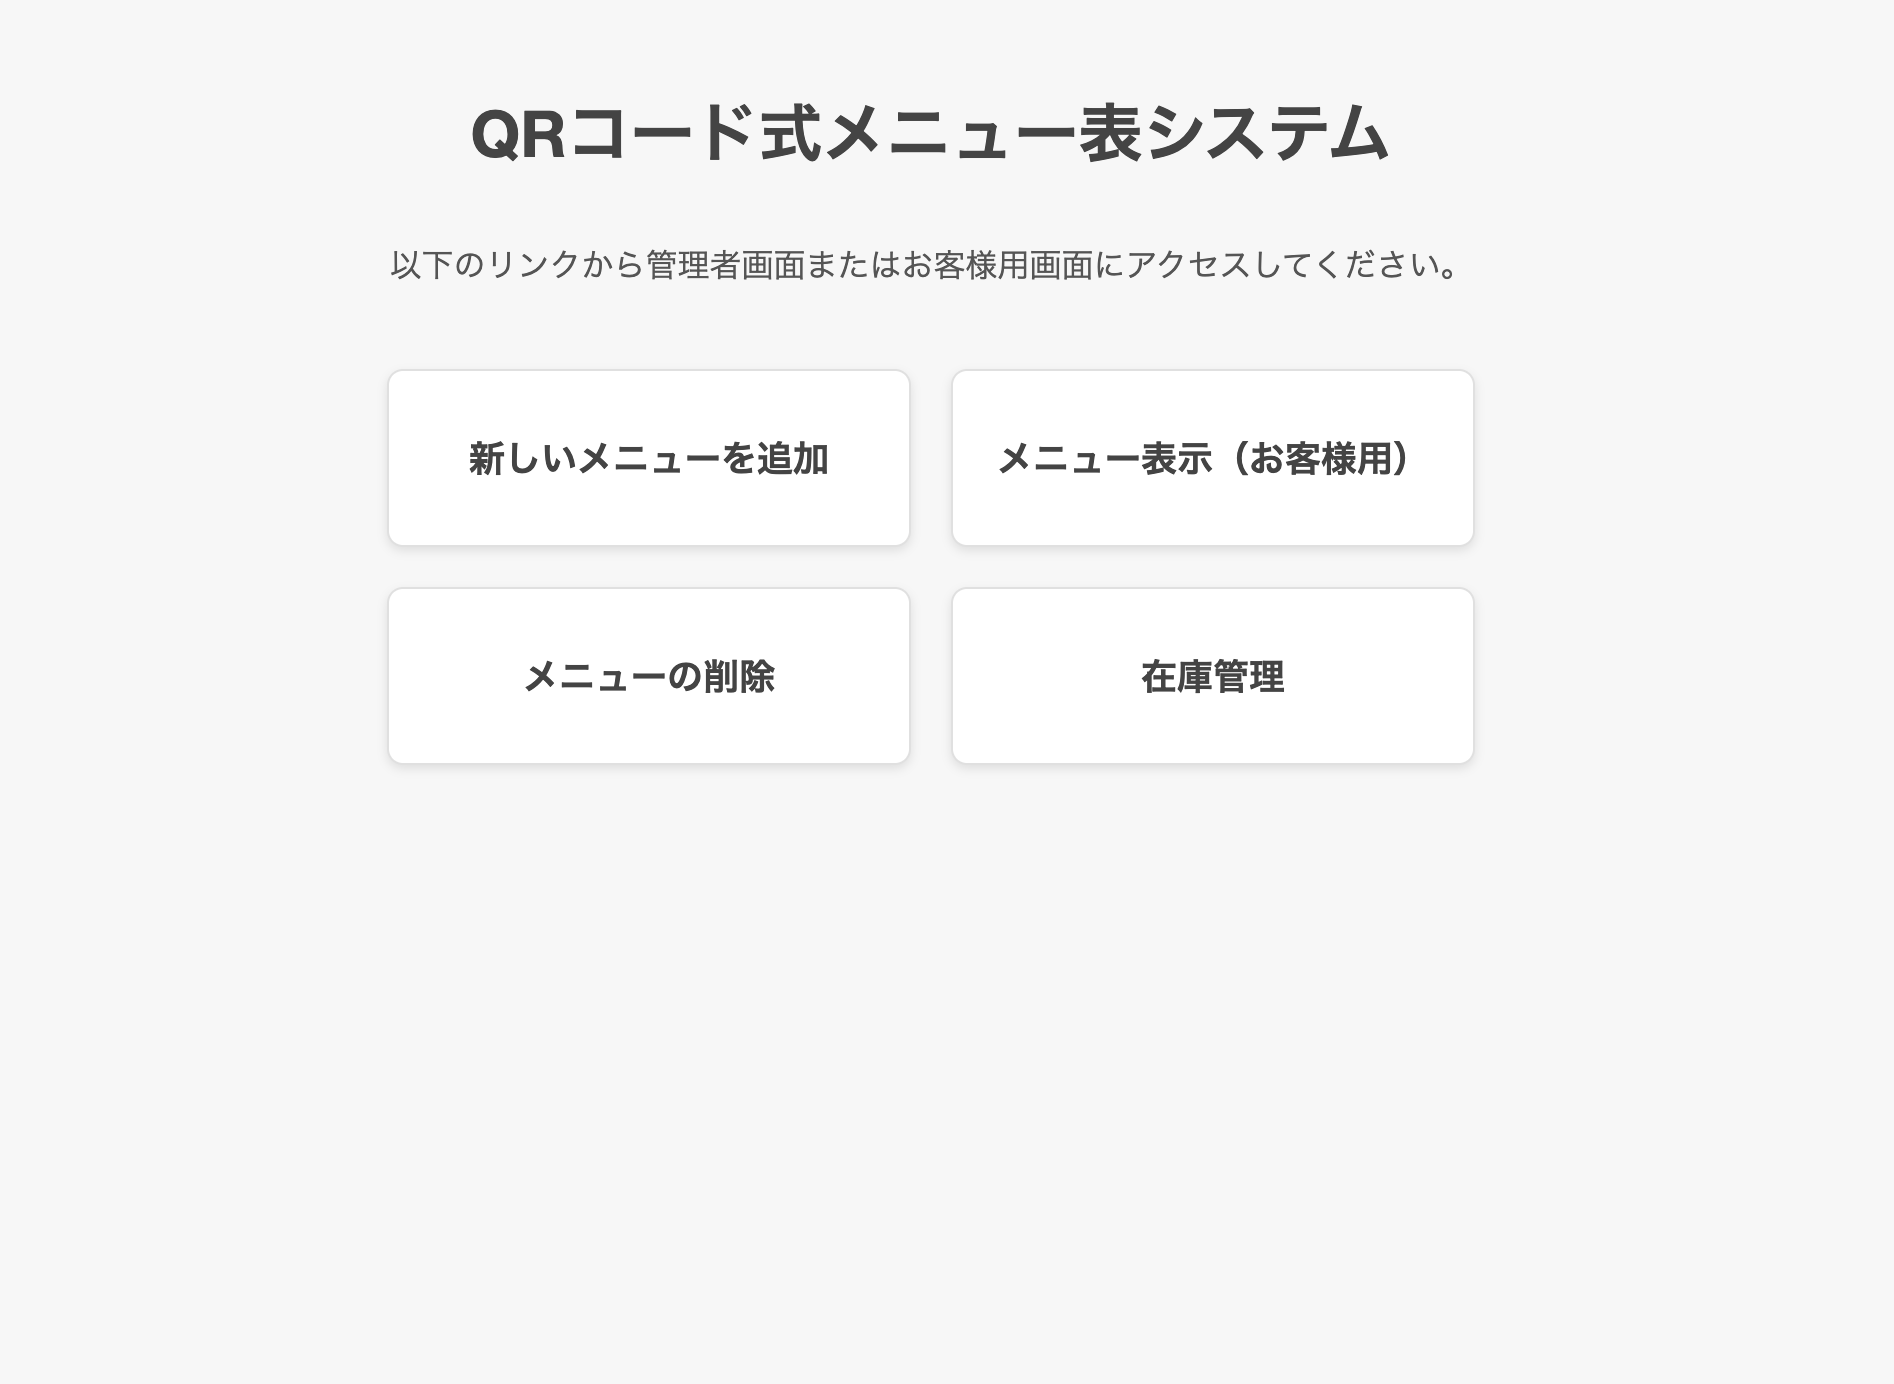 QRコード式メニュー表システム
以下のリンクから管理者画面またはお客様用画面にアクセスしてください。
新しいメニューを追加
メニュー表示（お客様用）
メニューの削除
在庫管理